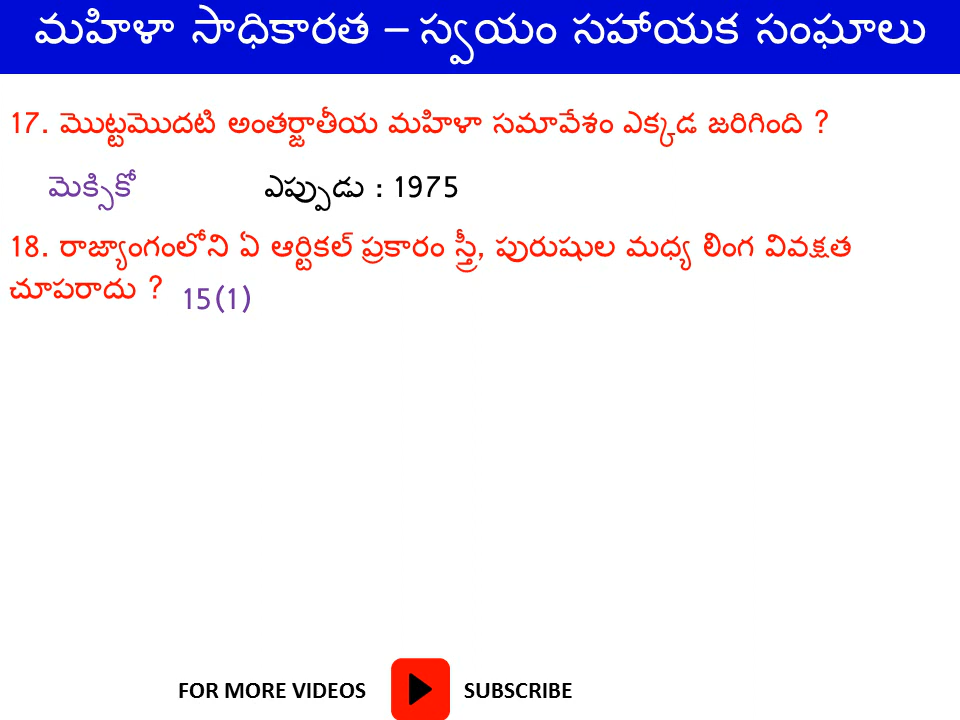 మహిళా సాధికారత – స్వయం సహాయక సంఘాలు
17. మొట్టమొదటి అంతర్జాతీయ మహిళా సమావేశం ఎక్కడ జరిగింది ?
మెక్సికో ఎప్పుడు : 1975
18. రాజ్యాంగంలోని ఏ ఆర్టికల్ ప్రకారం స్త్రీ, పురుషుల మధ్య లింగ వివక్షత
చూపరాదు ? 15(1)
FOR MORE VIDEOS SUBSCRIBE